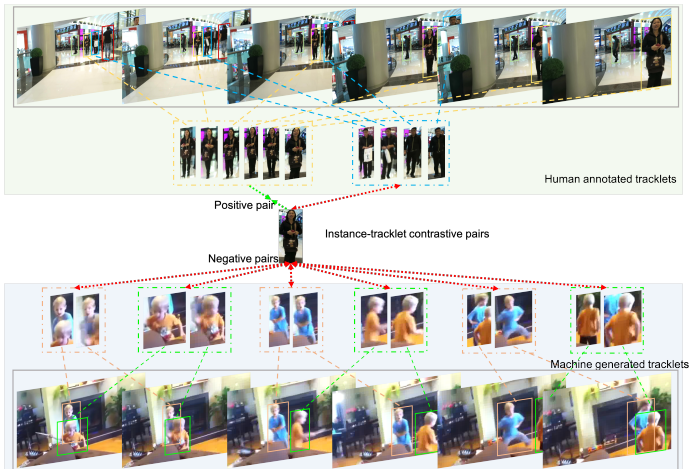 Human annotated tracklets
Positive pair
Instance-tracklet contrastive pairs
Negative pairs
Machine generated tracklets